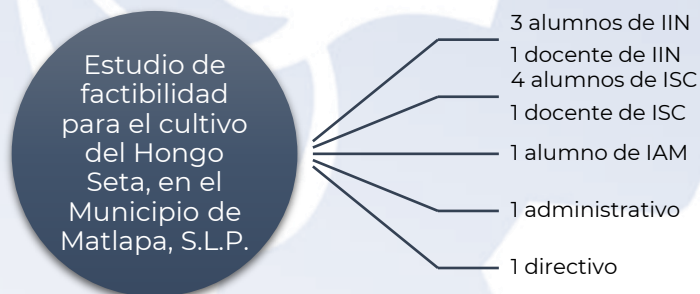 Estudio de
factibilidad
para el cultivo
del Hongo
Seta, en el
Municipio de
Matlapa, S.L.P.
3 alumnos de IIN
1 docente de IIN
4 alumnos de ISC
1 docente de ISC
1 alumno de IAM
1 administrativo
1 directivo